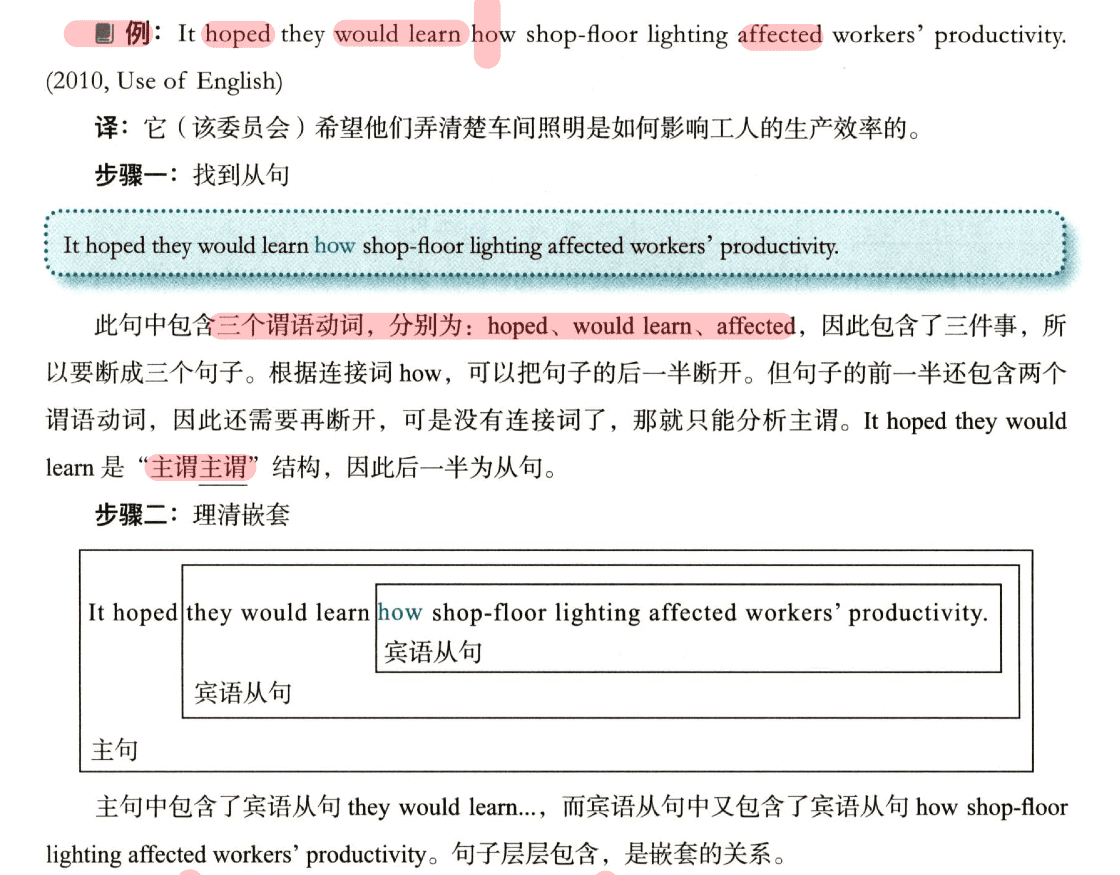 例：It hoped they would learn how shop-floor lighting affected workers’ productivity.
(2010, Use of English)
译：它（该委员会）希望他们弄清楚车间照明是如何影响工人的生产效率的。
步骤一：找到从句
It hoped they would learn how shop-floor lighting affected workers’ productivity.
此句中包含三个谓语动词，分别为：hoped、would learn、affected，因此包含了三件事，所
以要断成三个句子。根据连接词 how，可以把句子的后一半断开。但句子的前一半还包含两个
谓语动词，因此还需要再断开，可是没有连接词了，那就只能分析主谓。It hoped they would
learn 是“主谓主谓”结构，因此后一半为从句。
步骤二：理清嵌套
It hoped they would learn how shop-floor lighting affected workers’ productivity.
宾语从句
宾语从句
主句
主句中包含了宾语从句 they would learn...，而宾语从句中又包含了宾语从句 how shop-floor
lighting affected workers’ productivity。句子层层包含，是嵌套的关系。